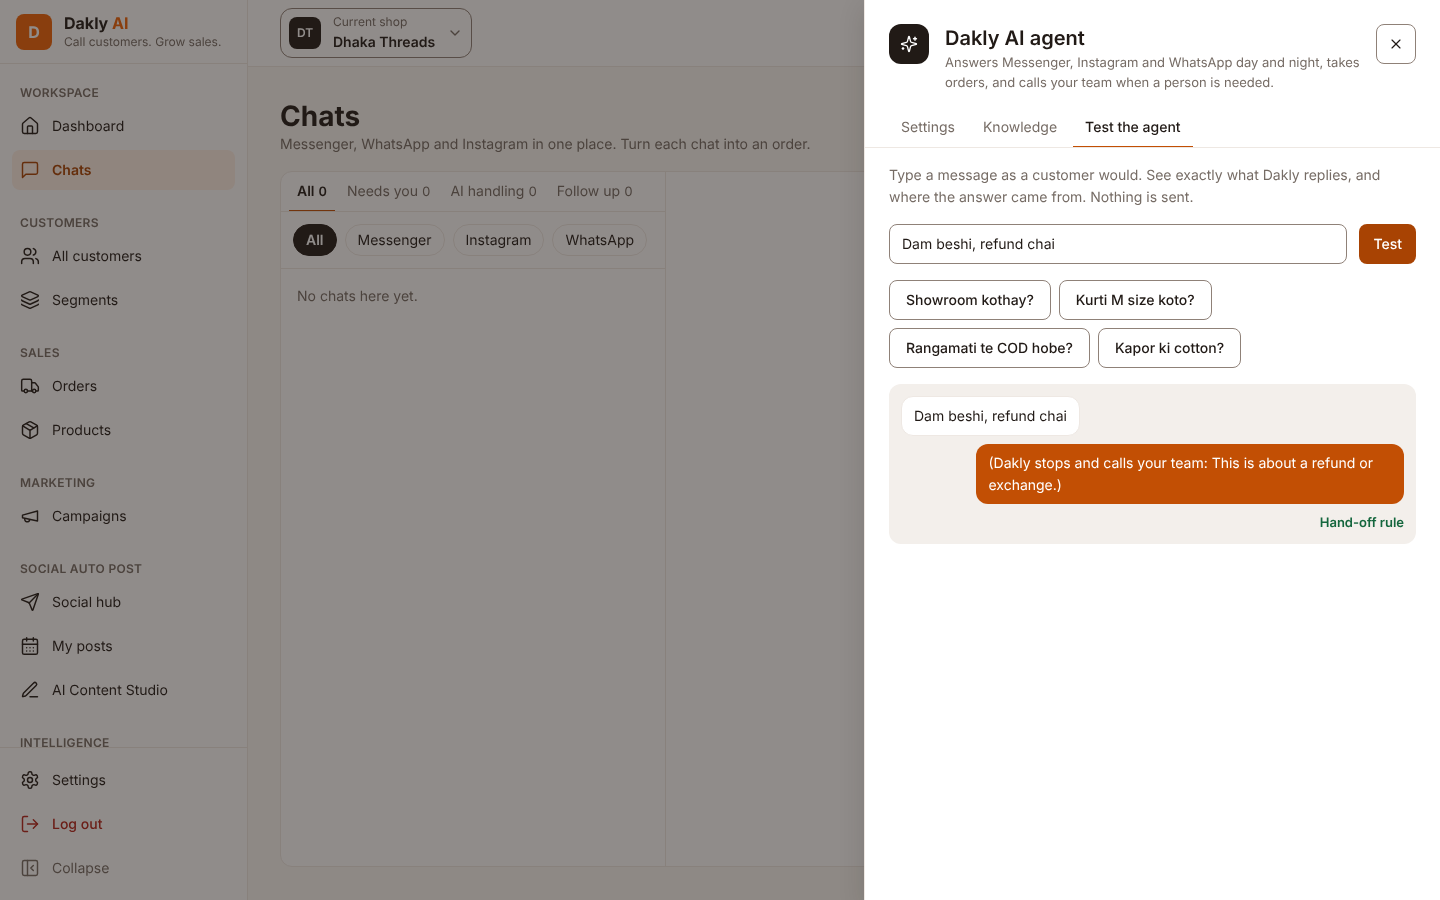 D
Dakly AI
Call customers. Grow sales.
WORKSPACE
Dashboard
Chats
CUSTOMERS
All customers
Segments
SALES
Orders
Products
MARKETING
Campaigns
SOCIAL AUTO POST
Social hub
My posts
AI Content Studio
INTELLIGENCE
Settings
Log out
Collapse
DT
Current shop
Dhaka Threads
Chats
Messenger, WhatsApp and Instagram in one place. Turn each chat into an order.
All 0 Needs you 0 AI handling 0 Follow up 0
All Messenger Instagram WhatsApp
No chats here yet.
Dakly AI agent
Answers Messenger, Instagram and WhatsApp day and night, takes
orders, and calls your team when a person is needed.
Settings Knowledge Test the agent
Type a message as a customer would. See exactly what Dakly replies, and
where the answer came from. Nothing is sent.
Dam beshi, refund chai Test
Showroom kothay? Kurti M size koto?
Rangamati te COD hobe? Kapor ki cotton?
Dam beshi, refund chai
(Dakly stops and calls your team: This is about a refund or
exchange.)
Hand-off rule